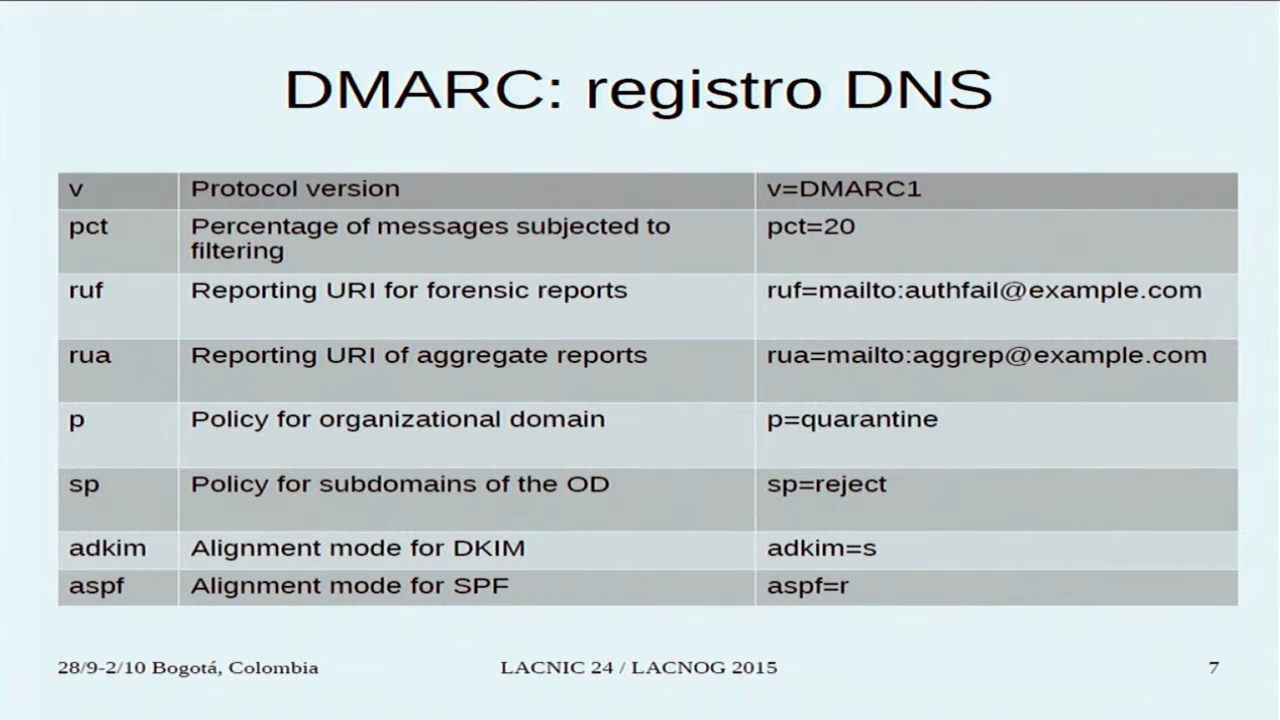 DMARC: registro DNS
v Protocol version v=DMARC1
pct Percentage of messages subjected to pct=20
filtering
ruf Reporting URI for forensic reports ruf=mailto:authfail@example.com
rua Reporting URI of aggregate reports rua=mailto:aggrep@example.com
p Policy for organizational domain p=quarantine
sp Policy for subdomains of the OD sp=reject
adkim Alignment mode for DKIM adkim=s
aspf Alignment mode for SPF aspf=r
28/9-2/10 Bogotá, Colombia LACNIC 24 / LACNOG 2015 7